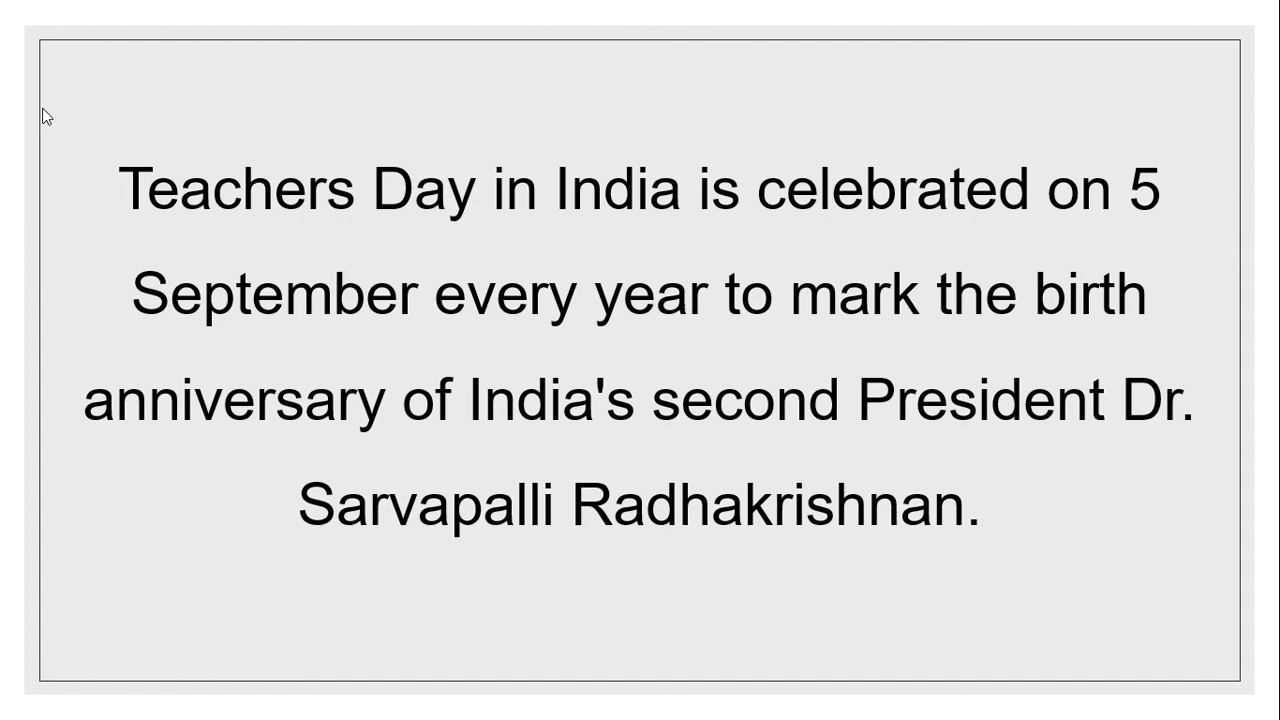 Teachers Day in India is celebrated on 5
September every year to mark the birth
anniversary of India's second President Dr.
Sarvapalli Radhakrishnan.